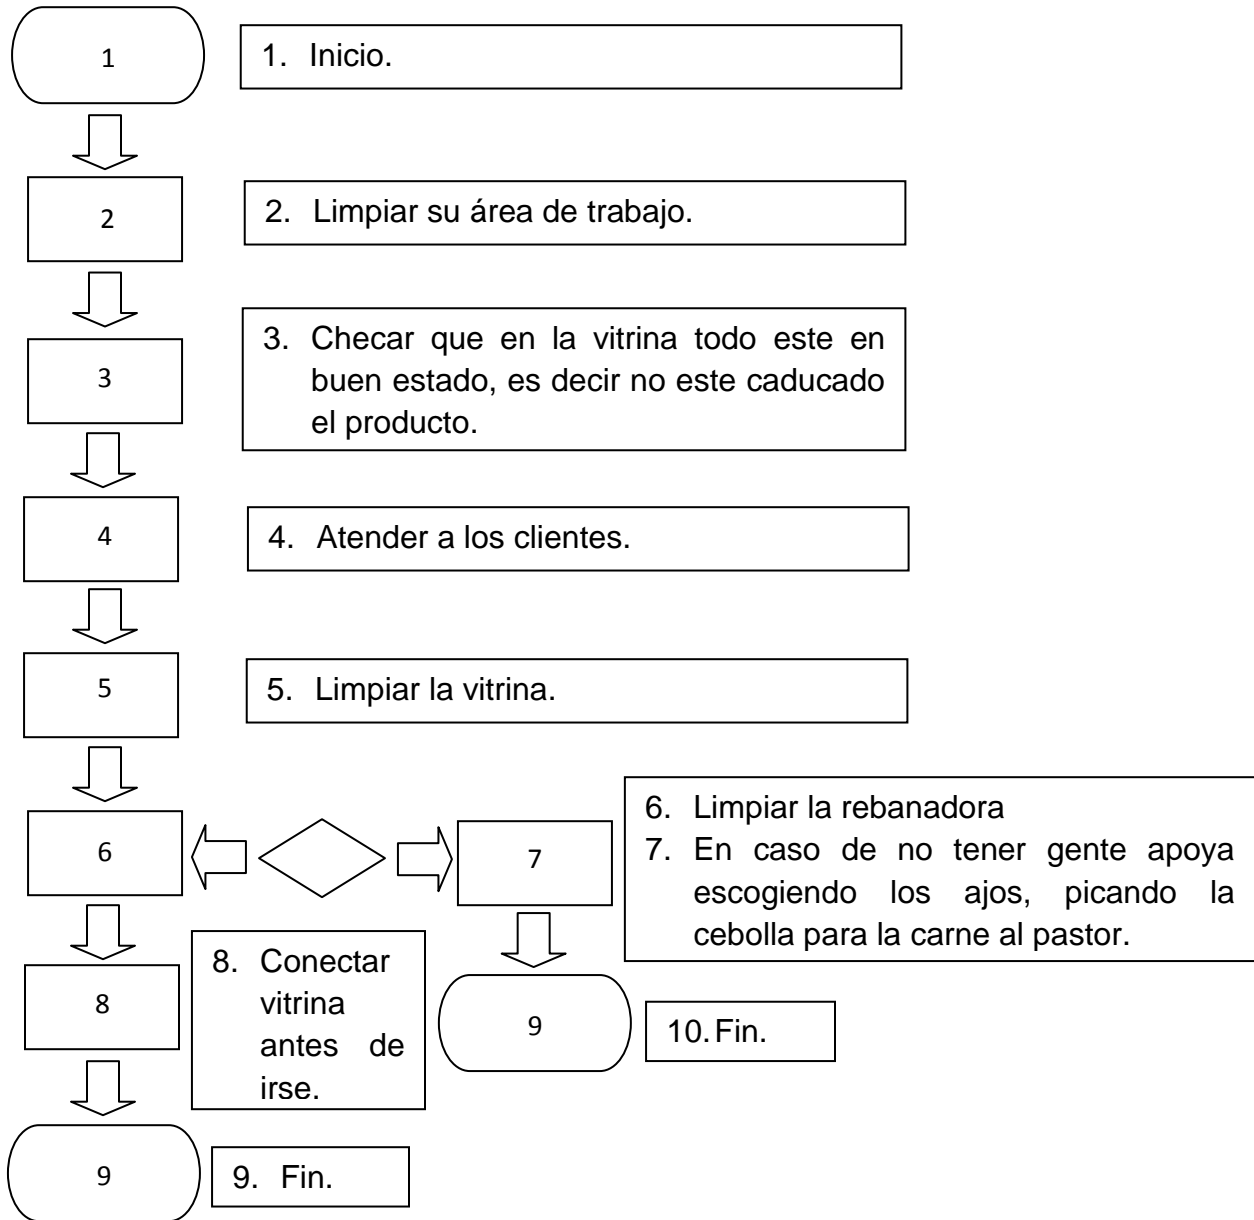 1
1. Inicio.
2
2. Limpiar su área de trabajo.
3
3. Checar que en la vitrina todo este en
buen estado, es decir no este caducado
el producto.
4
4. Atender a los clientes.
5
5. Limpiar la vitrina.
6
7
6. Limpiar la rebanadora
7. En caso de no tener gente apoya
escogiendo los ajos, picando la
cebolla para la carne al pastor.
8
8. Conectar
vitrina
antes de
irse.
9
10. Fin.
9
9. Fin.